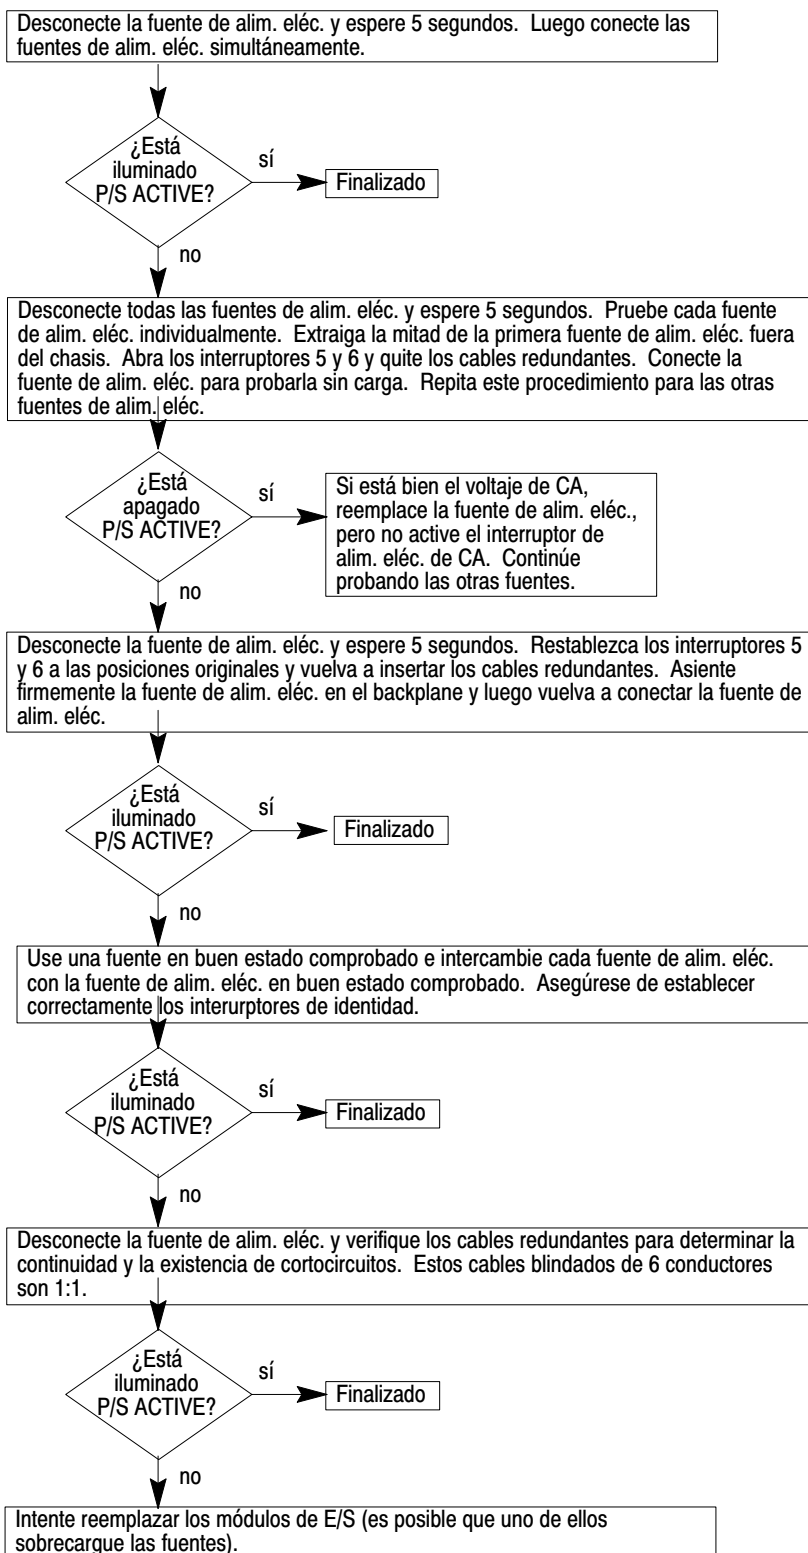 Desconecte la fuente de alim. eléc. y espere 5 segundos. Luego conecte las
fuentes de alim. eléc. simultáneamente.
¿Está
iluminado
P/S ACTIVE?
sí
Finalizado
no
Desconecte todas las fuentes de alim. eléc. y espere 5 segundos. Pruebe cada fuente
de alim. eléc. individualmente. Extraiga la mitad de la primera fuente de alim. eléc. fuera
del chasis. Abra los interruptores 5 y 6 y quite los cables redundantes. Conecte la
fuente de alim. eléc. para probarla sin carga. Repita este procedimiento para las otras
fuentes de alim. eléc.
¿Está
apagado
P/S ACTIVE?
sí
Si está bien el voltaje de CA,
reemplace la fuente de alim. eléc.,
pero no active el interruptor de
alim. eléc. de CA. Continúe
probando las otras fuentes.
no
Desconecte la fuente de alim. eléc. y espere 5 segundos. Restablezca los interruptores 5
y 6 a las posiciones originales y vuelva a insertar los cables redundantes. Asiente
firmemente la fuente de alim. eléc. en el backplane y luego vuelva a conectar la fuente de
alim. eléc.
¿Está
iluminado
P/S ACTIVE?
sí
Finalizado
no
Use una fuente en buen estado comprobado e intercambie cada fuente de alim. eléc.
con la fuente de alim. eléc. en buen estado comprobado. Asegúrese de establecer
correctamente los interurptores de identidad.
¿Está
iluminado
P/S ACTIVE?
sí
Finalizado
no
Desconecte la fuente de alim. eléc. y verifique los cables redundantes para determinar la
continuidad y la existencia de cortocircuitos. Estos cables blindados de 6 conductores
son 1:1.
¿Está
iluminado
P/S ACTIVE?
sí
Finalizado
no
Intente reemplazar los módulos de E/S (es posible que uno de ellos
sobrecargue las fuentes).